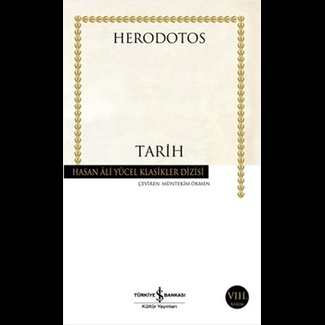 HERODOTOS
TARİH
HASAN ÂLİ YÜCEL KLASİKLER DİZİSİ
ÇEVİREN: MÜNTEKİM ÖKMEN
TÜRKİYE İŞ BANKASI
Kültür Yayınları
VIII.
BASIM